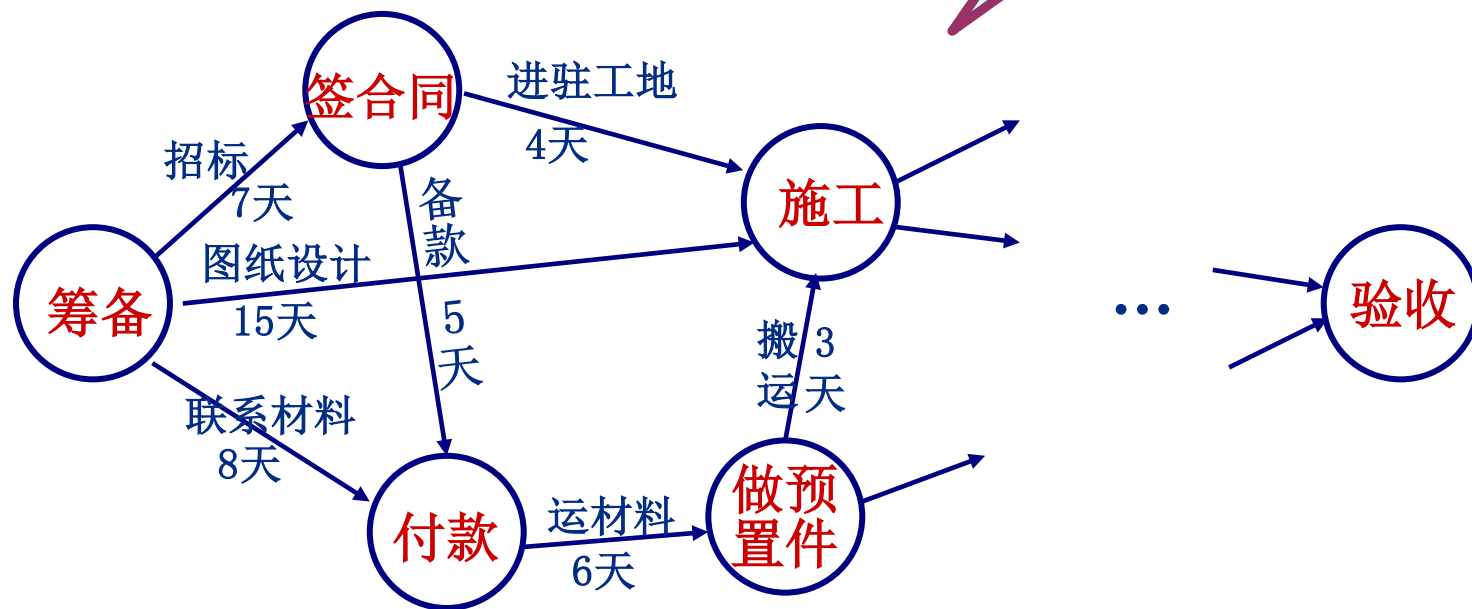 签合同
进驻工地
4天
招标
7天
备款
5天
施工
图纸设计
15天
筹备
搬运
3天
...
验收
联系材料
8天
付款
运材料
6天
做预
置件